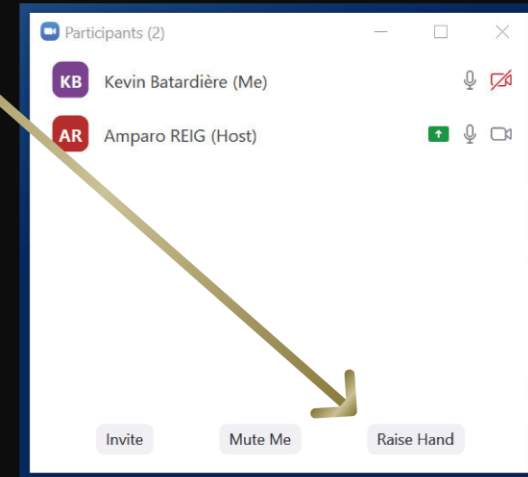 Participants (2)
KB Kevin Batardière (Me)
AR Amparo REIG (Host)
Invite Mute Me Raise Hand